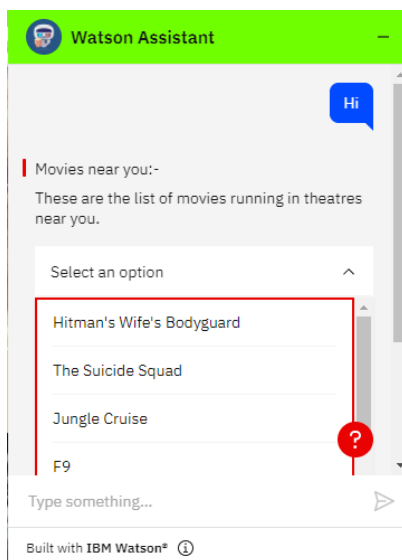 Watson Assistant
Hi
Movies near you:-
These are the list of movies running in theatres
near you.
Select an option
Hitman's Wife's Bodyguard
The Suicide Squad
Jungle Cruise
?
F9
Type something...
Built with IBM Watson®